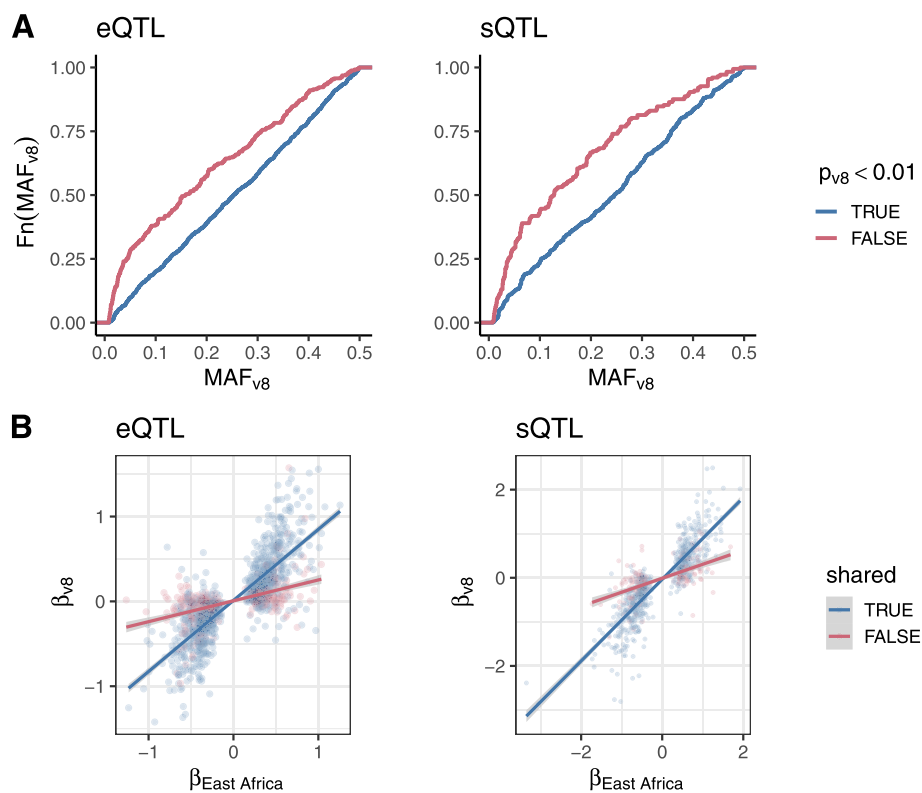 A
eQTL
sQTL
Fn(MAFv8)
1.00
0.75
0.50
0.25
0.00
0.0 0.1 0.2 0.3 0.4 0.5
MAFv8
1.00
0.75
0.50
0.25
0.00
0.0 0.1 0.2 0.3 0.4 0.5
MAFv8
pv8 < 0.01
TRUE
FALSE
B
eQTL
sQTL
βv8
1
0
−1
−1 0 1
βEast Africa
βv8
2
0
−2
−2 0 2
βEast Africa
shared
TRUE
FALSE